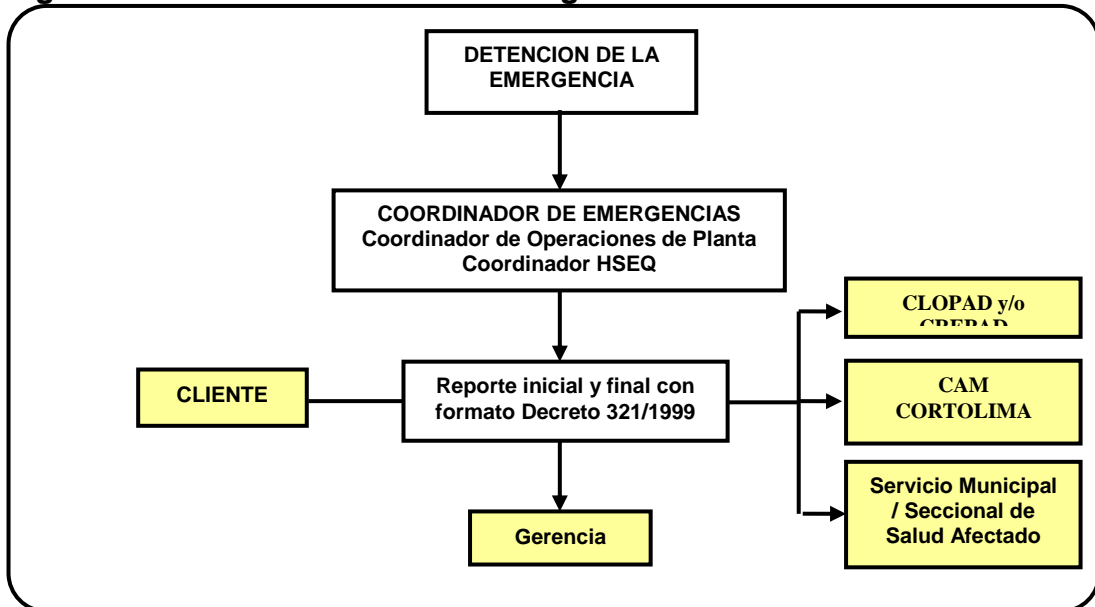 DETENCION DE LA
EMERGENCIA
COORDINADOR DE EMERGENCIAS
Coordinador de Operaciones de Planta
Coordinador HSEQ
CLOPAD y/o
CLIENTE
Reporte inicial y final con
formato Decreto 321/1999
CAM
CORTOLIMA
Servicio Municipal
/ Seccional de
Salud Afectado
Gerencia